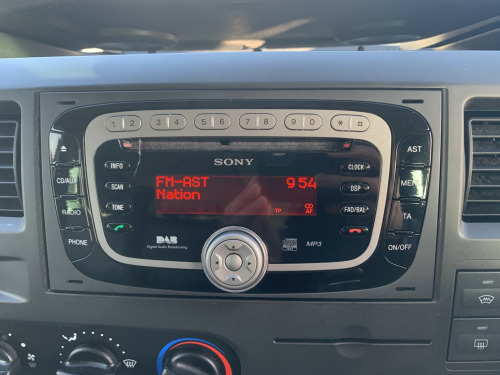 1 2 3 4 5 6 7 8 9 0 * #
INFO SONY CLOCK AST
CD/AUX SCAN FM-AST 9 54 DSP MENU
Nation
RADIO TONE TP CD AF FAD/BAL TA
PHONE DAB MP3 ON/OFF
Digital Audio Broadcasting